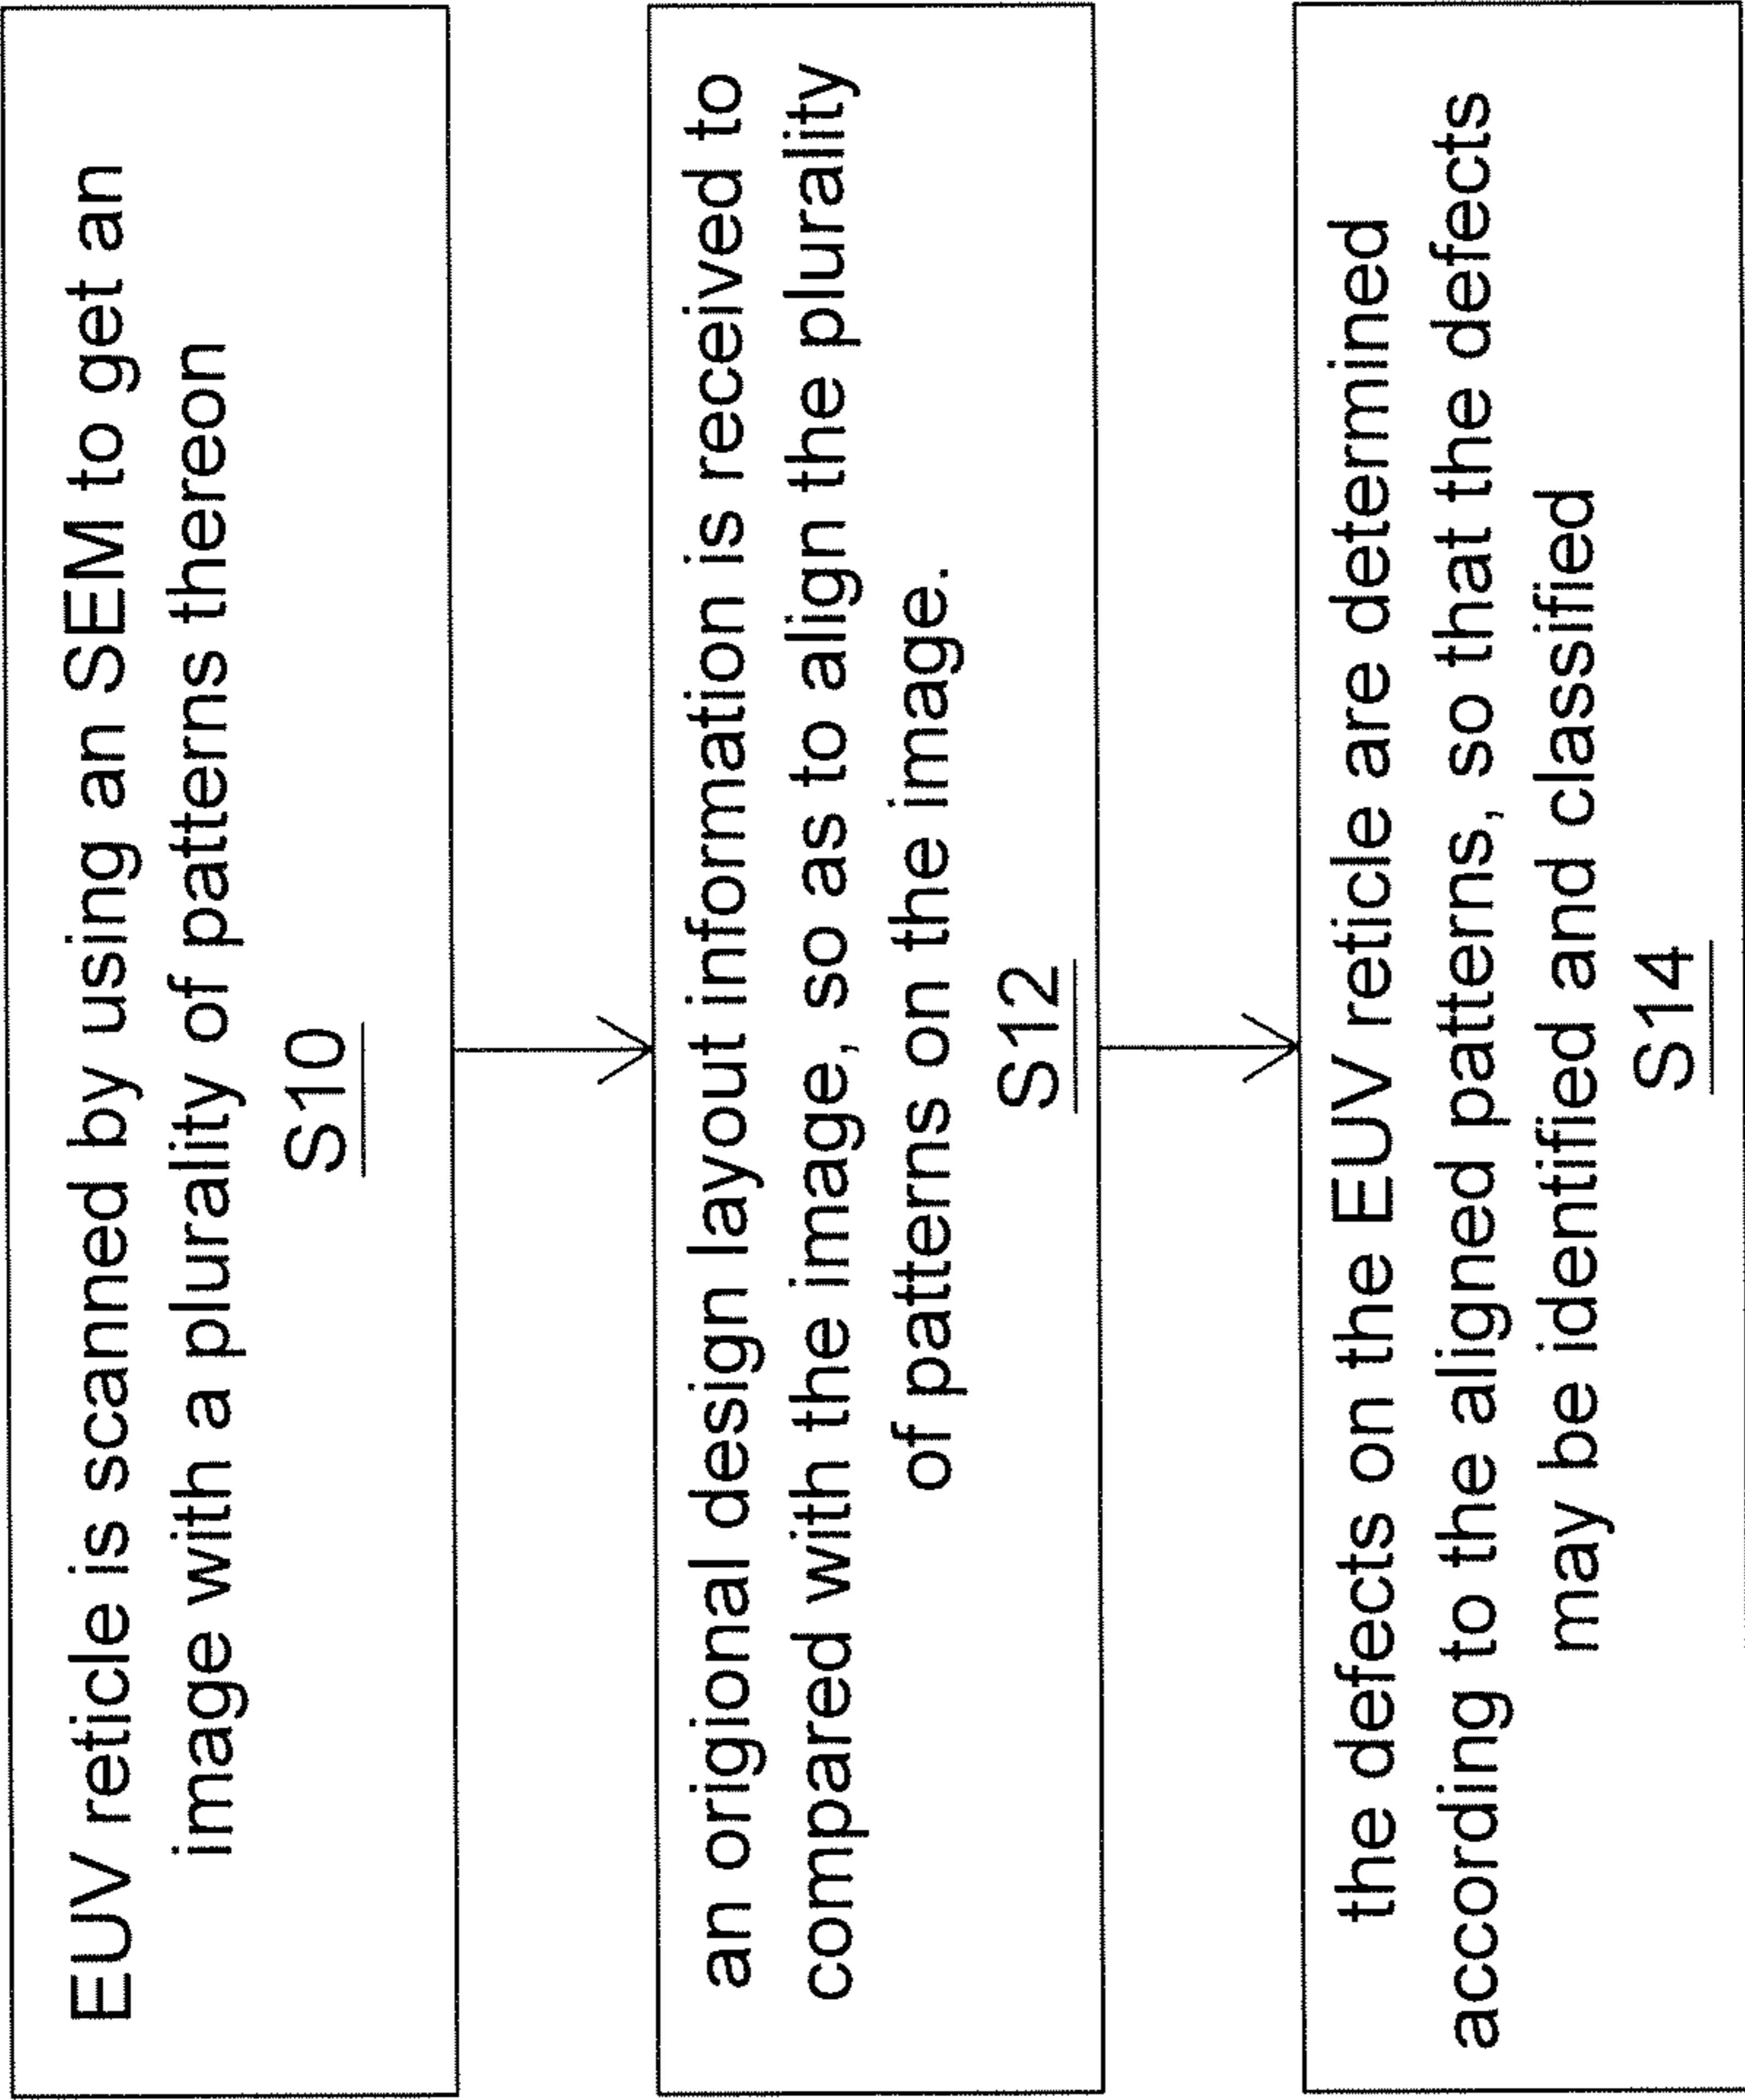 EUV reticle is scanned by using an SEM to get an
image with a plurality of patterns thereon
S10
an origional design layout information is received to
compared with the image, so as to align the plurality
of patterns on the image.
S12
the defects on the EUV reticle are determined
according to the aligned patterns, so that the defects
may be identified and classified
S14